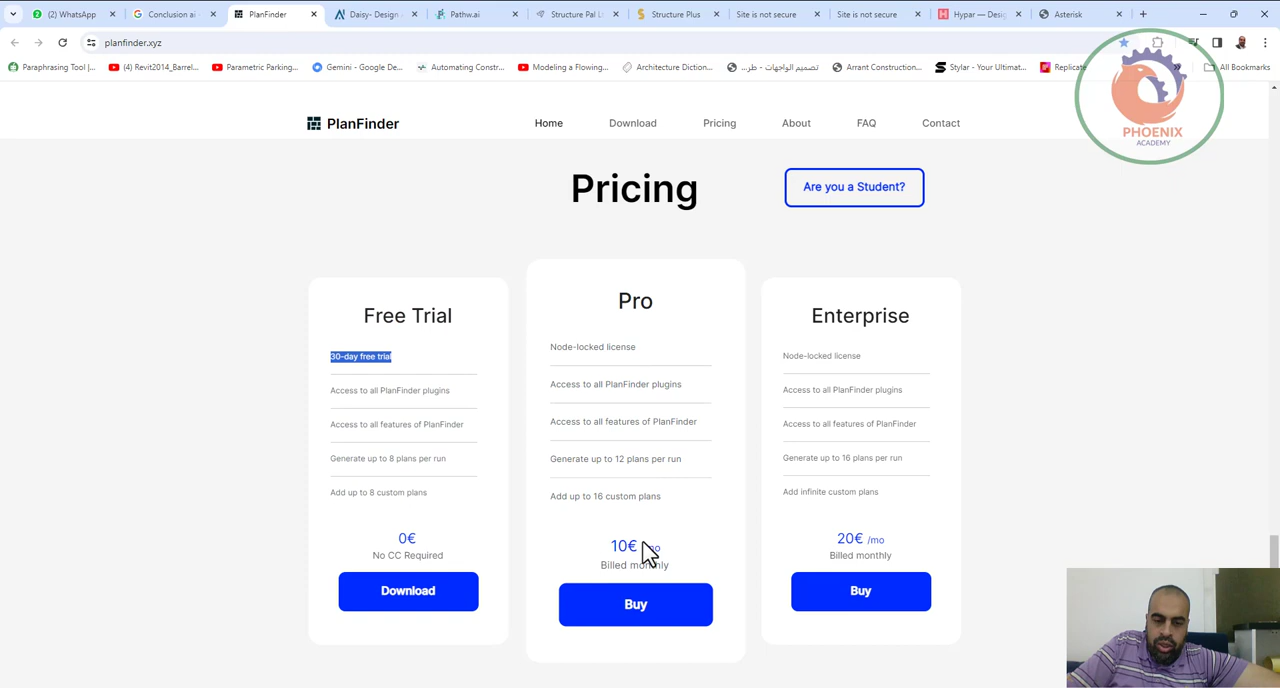 (2) WhatsApp
Conclusion ai -
PlanFinder
Daisy- Design A
Pathw.ai
Structure Pal L
Structure Plus
Site is not secure
Site is not secure
Hypar — Desig
Asterisk
planfinder.xyz
Paraphrasing Tool |...
(4) Revit2014_Barrel...
Parametric Parking...
Gemini - Google De...
Automating Constr...
Modeling a Flowing...
Architecture Diction...
تصميم الواجهات - طر...
Arrant Construction...
Stylar - Your Ultimat...
Replicate
All Bookmarks
PHOENIX
ACADEMY
PlanFinder
Home
Download
Pricing
About
FAQ
Contact
Pricing
Are you a Student?
Free Trial
30-day free trial
Access to all PlanFinder plugins
Access to all features of PlanFinder
Generate up to 8 plans per run
Add up to 8 custom plans
0€
No CC Required
Download
Pro
Node-locked license
Access to all PlanFinder plugins
Access to all features of PlanFinder
Generate up to 12 plans per run
Add up to 16 custom plans
10€ /mo
Billed monthly
Buy
Enterprise
Node-locked license
Access to all PlanFinder plugins
Access to all features of PlanFinder
Generate up to 16 plans per run
Add infinite custom plans
20€ /mo
Billed monthly
Buy